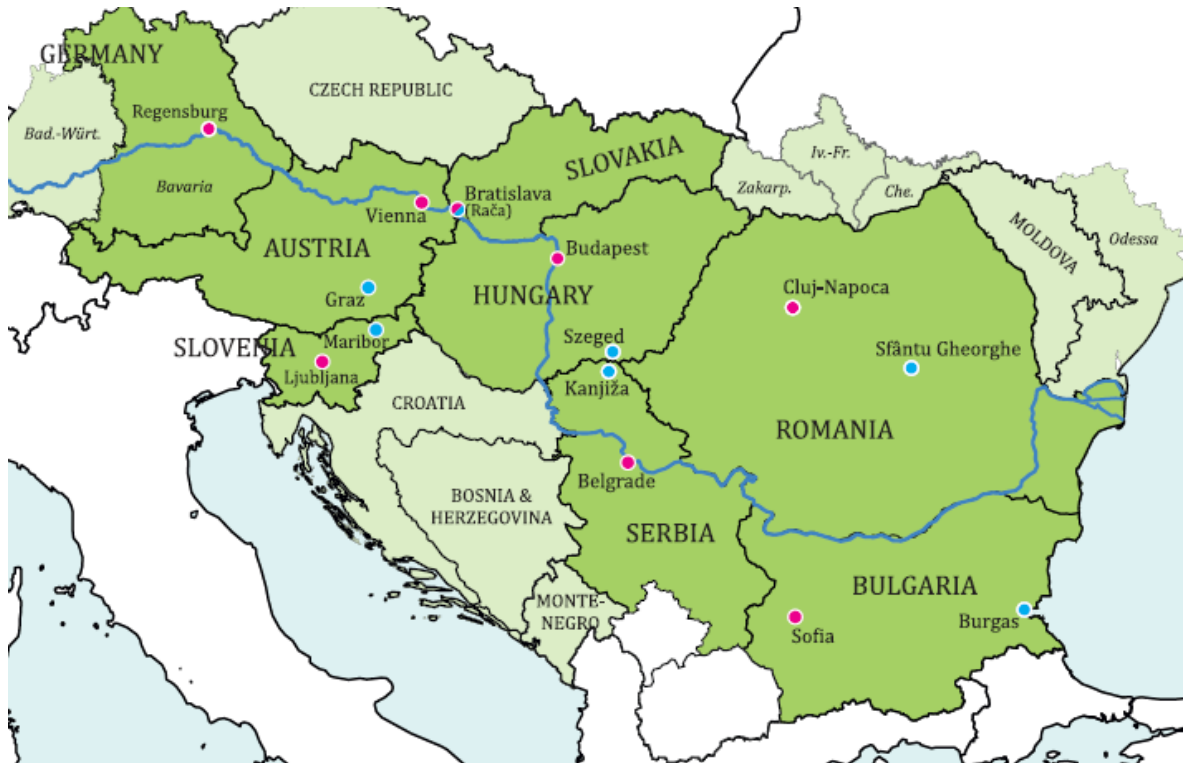 GERMANY
CZECH REPUBLIC
Regensburg
Bad.-Würt.
Bavaria
SLOVAKIA
Iv.-Fr.
Zakarp.
Che.
Vienna
Bratislava
(Rača)
MOLDOVA
Odessa
AUSTRIA
Budapest
Graz
HUNGARY
Cluj-Napoca
Maribor
SLOVENIA
Ljubljana
Szeged
Kanjiža
Sfântu Gheorghe
CROATIA
ROMANIA
Belgrade
BOSNIA &
HERZEGOVINA
SERBIA
BULGARIA
MONTE-
NEGRO
Sofia
Burgas